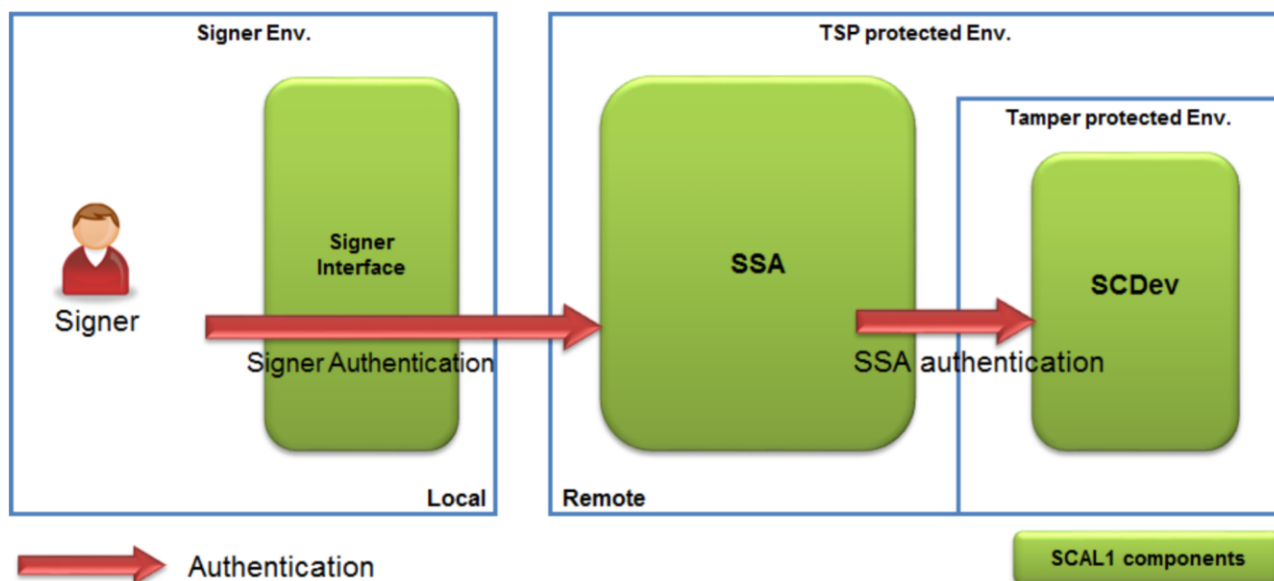 Signer Env.
TSP protected Env.
Tamper protected Env.
Signer
Interface
SSA
SCDev
Signer
Signer Authentication
SSA authentication
Local
Remote
Authentication
SCAL1 components